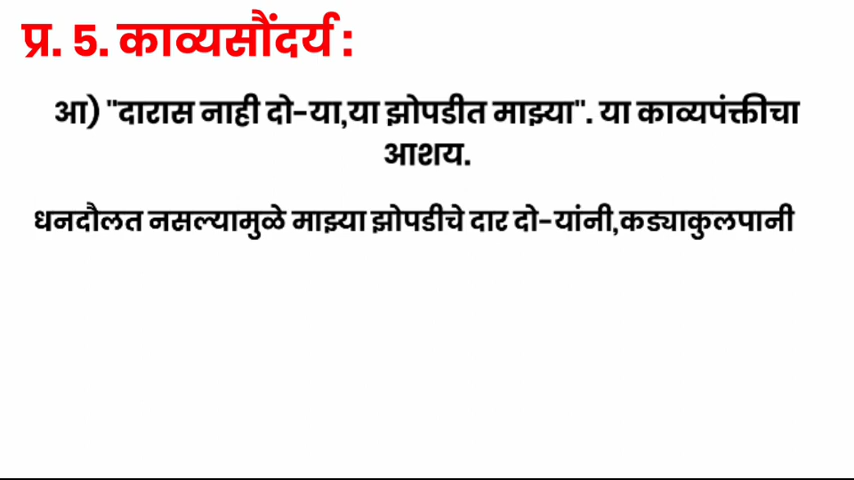 प्र. 5. काव्यसौंदर्य :
आ) "दारास नाही दो-या,या झोपडीत माझ्या". या काव्यपंक्तीचा
आशय.
धनदौलत नसल्यामुळे माझ्या झोपडीचे दार दो-यांनी,कड्याकुलपानी